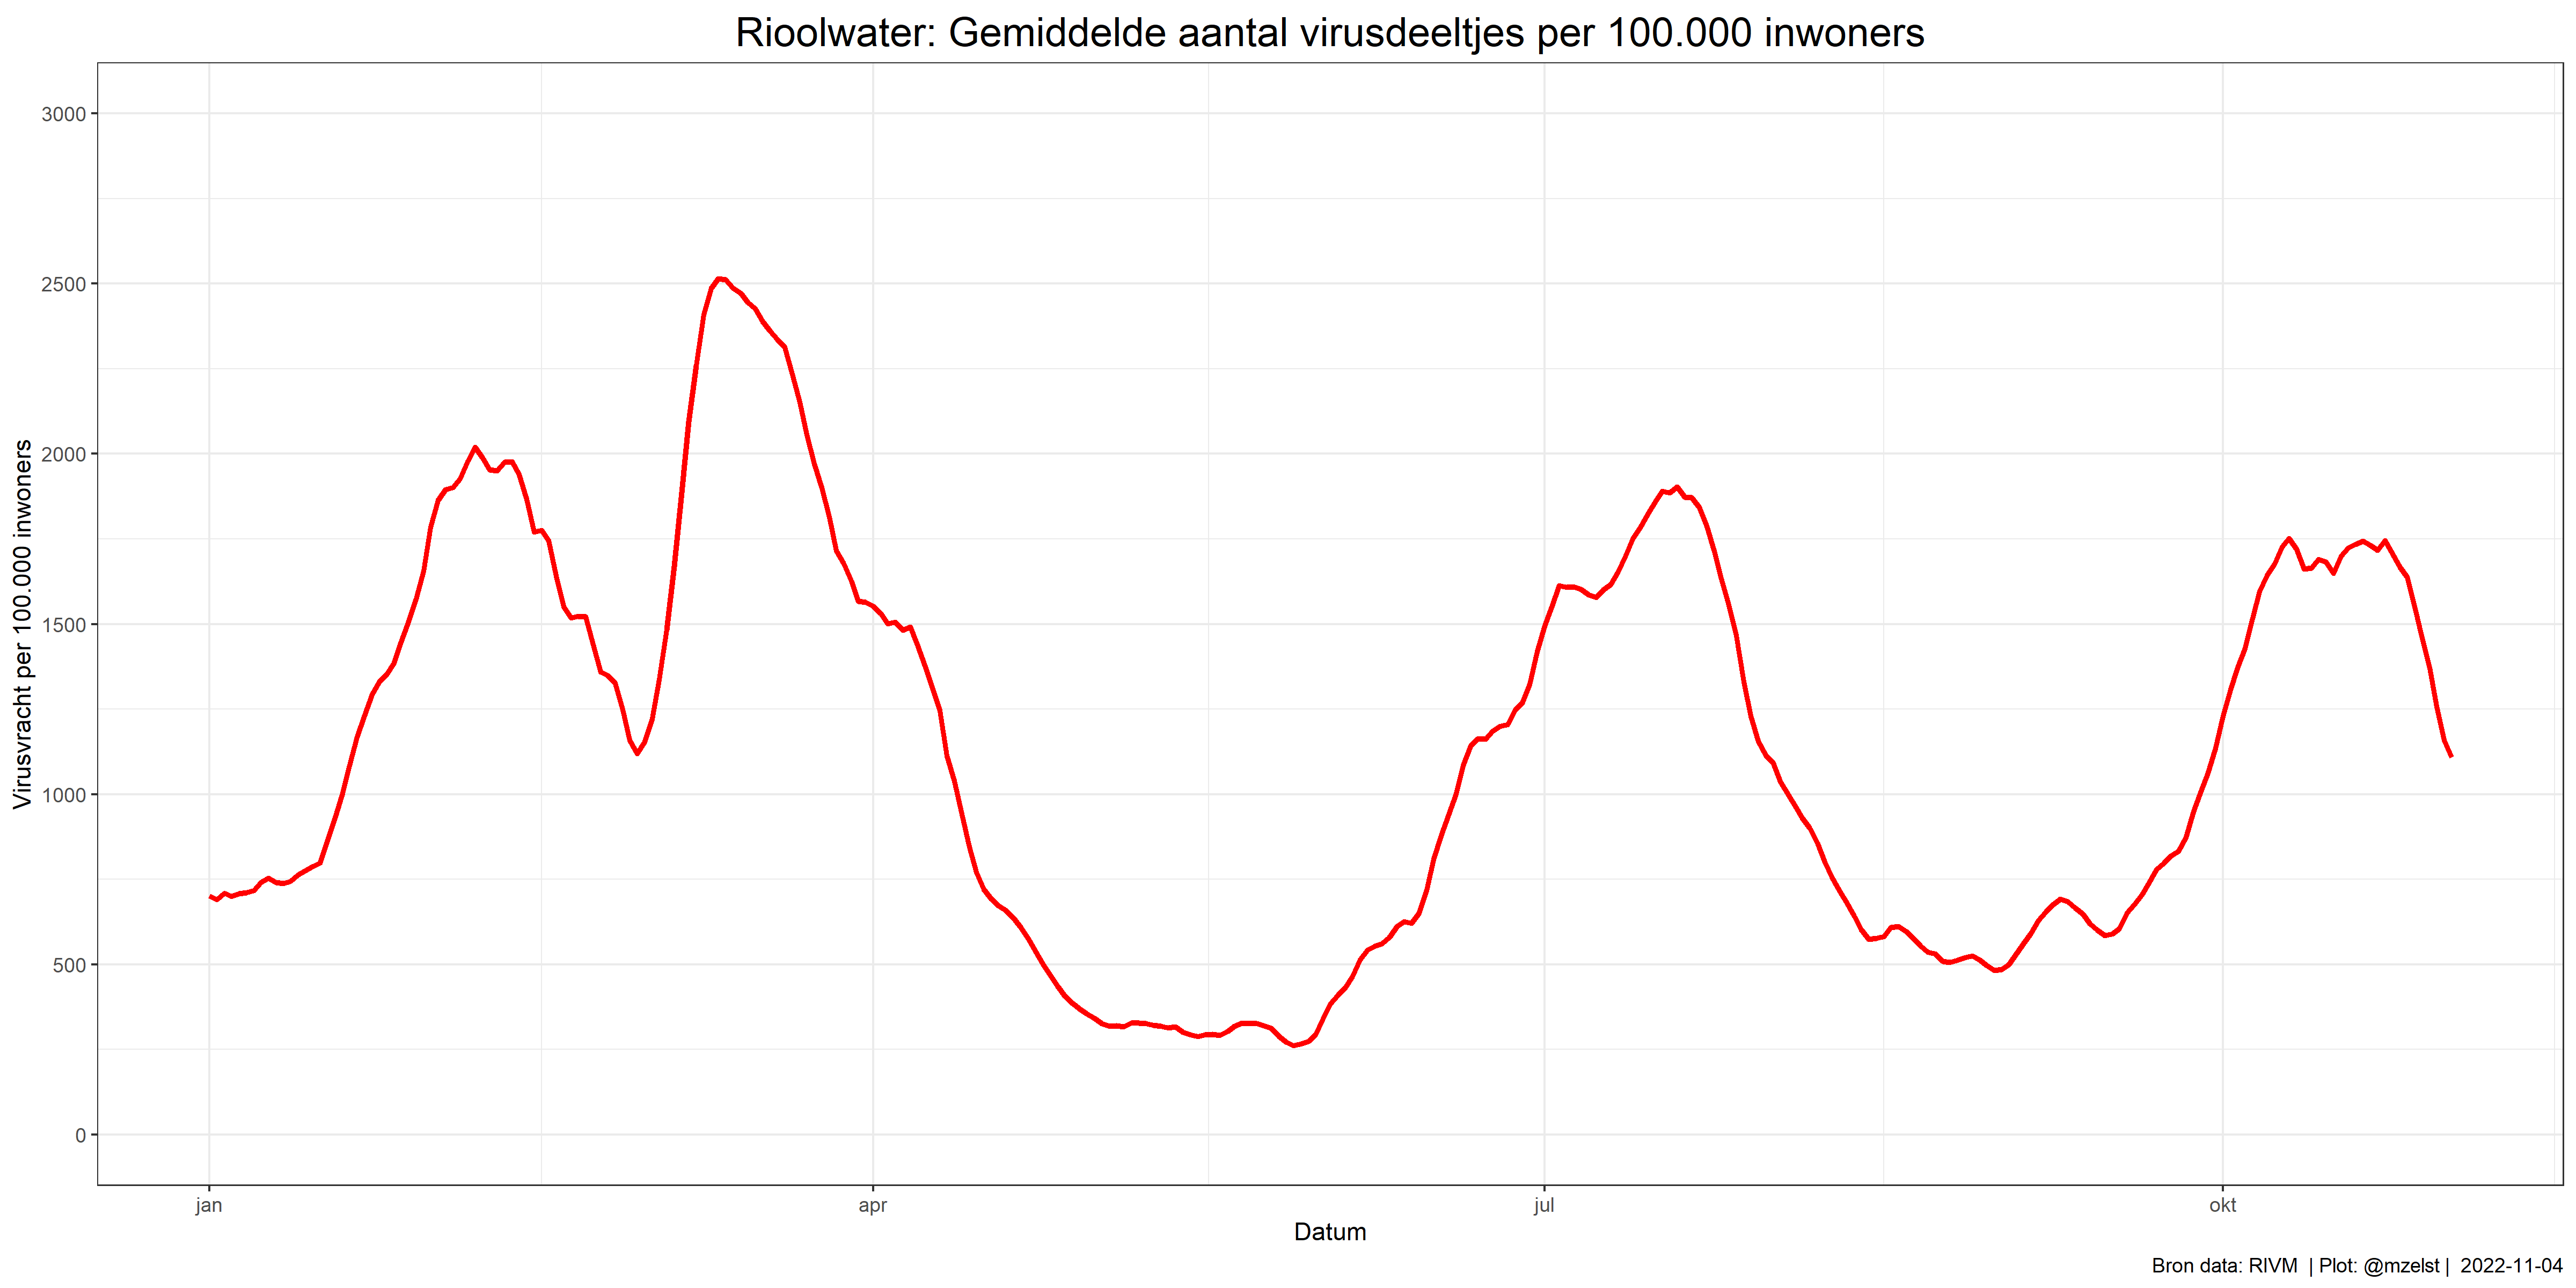 Rioolwater: Gemiddelde aantal virusdeeltjes per 100.000 inwoners
Virusvracht per 100.000 inwoners
3000
2500
2000
1500
1000
500
0
jan apr jul okt
Datum
Bron data: RIVM | Plot: @mzelst | 2022-11-04